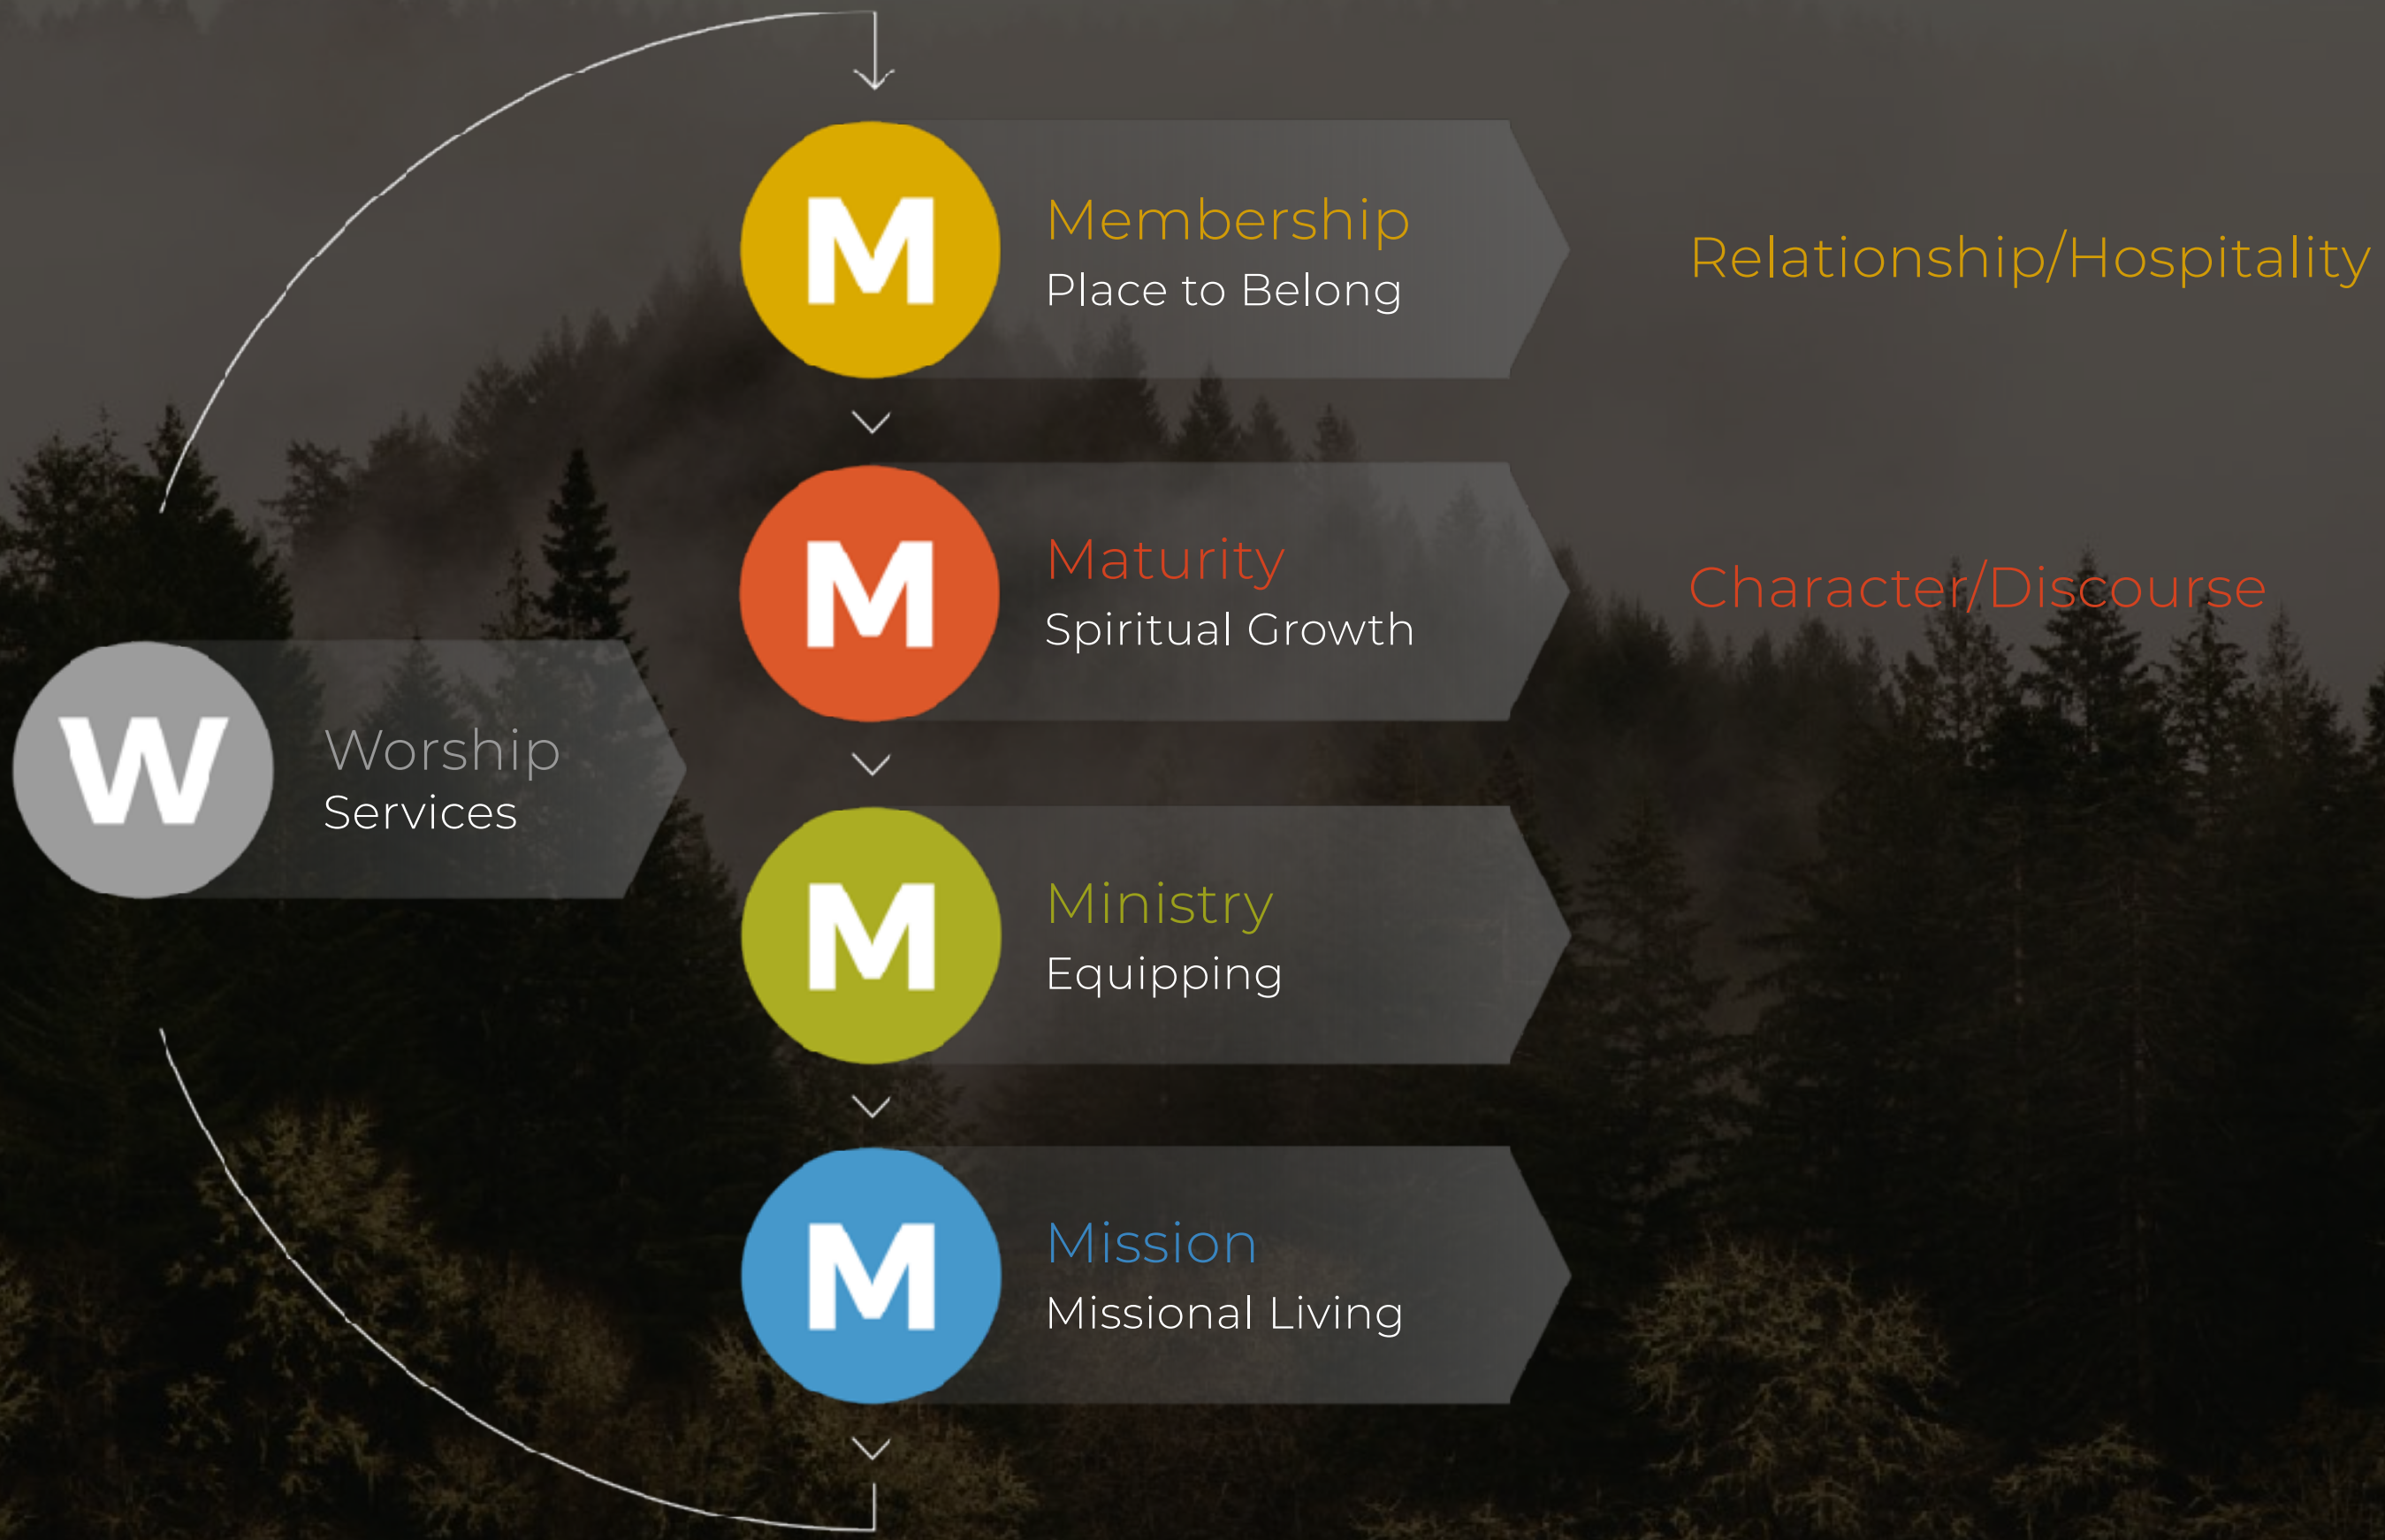 M
Membership
Place to Belong
Relationship/Hospitality
M
Maturity
Spiritual Growth
Character/Discourse
W
Worship
Services
M
Ministry
Equipping
M
Mission
Missional Living